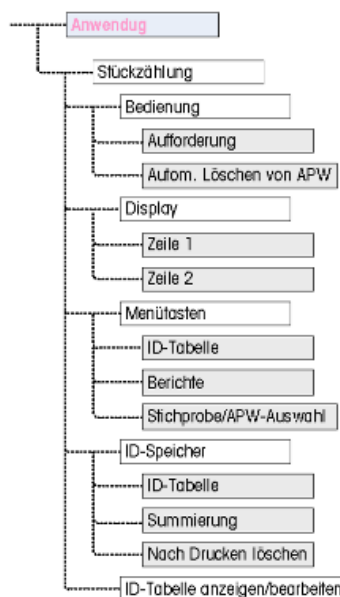 Anwendug
Stückzählung
Bedienung
Aufforderung
Autom. Löschen von APW
Display
Zeile 1
Zeile 2
Menütasten
ID-Tabelle
Berichte
Stichprobe/APW-Auswahl
ID-Speicher
ID-Tabelle
Summierung
Nach Drucken löschen
ID-Tabelle anzeigen/bearbeiten